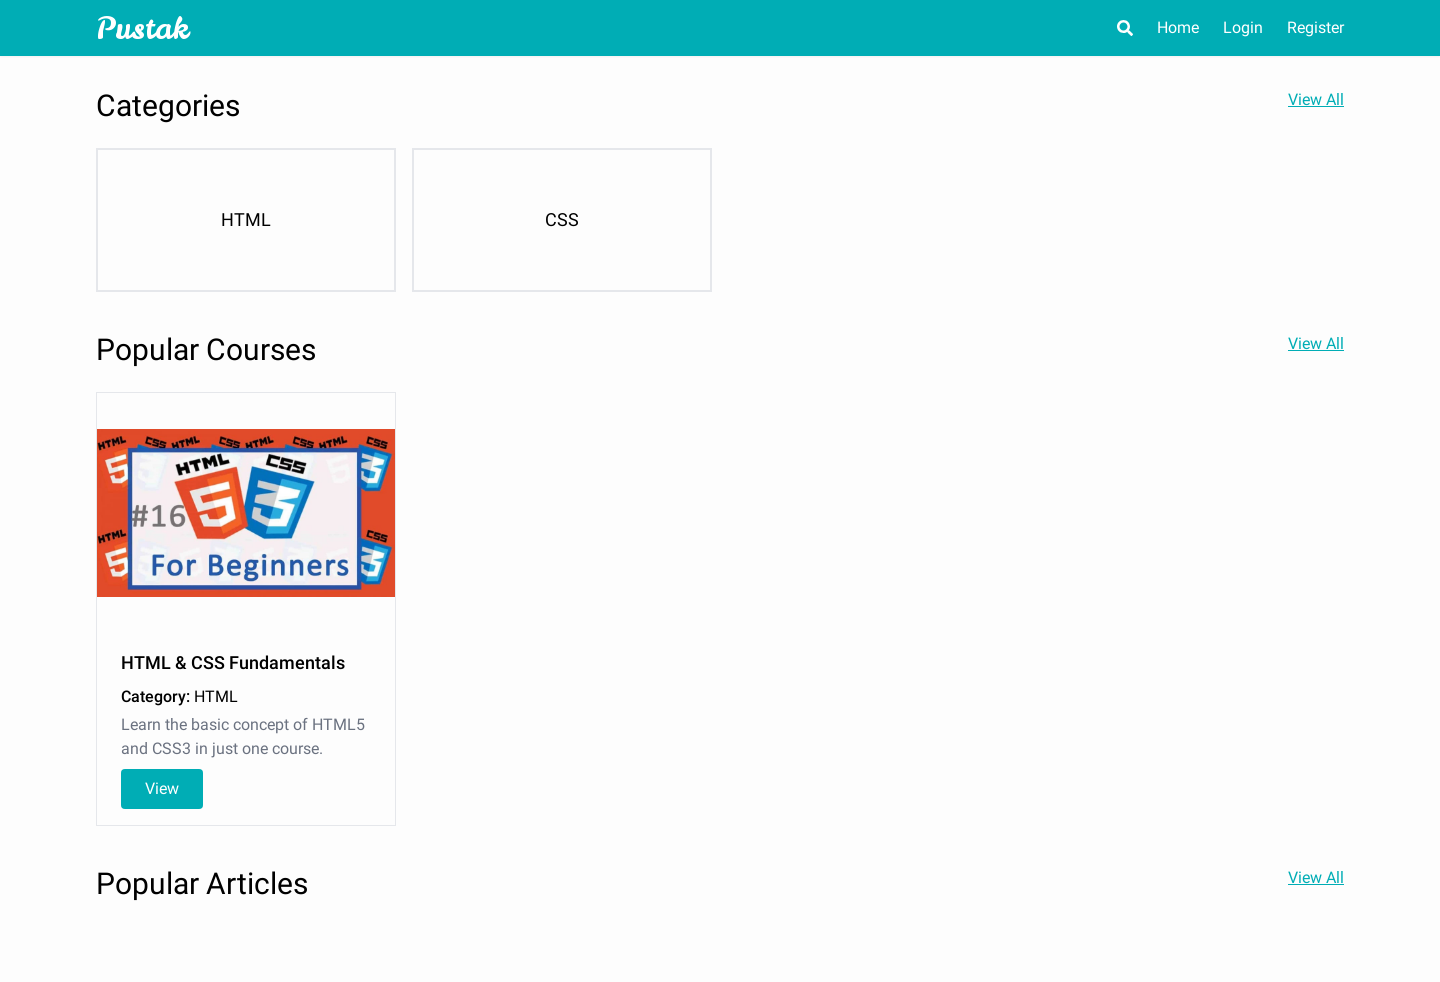 Pustak
Home
Login
Register
Categories
View All
HTML
CSS
Popular Courses
View All
HTML CSS HTML CSS HTML CSS HTML CSS
HTML CSS
#16
HTML CSS
For Beginners
HTML & CSS Fundamentals
Category: HTML
Learn the basic concept of HTML5
and CSS3 in just one course.
View
Popular Articles
View All